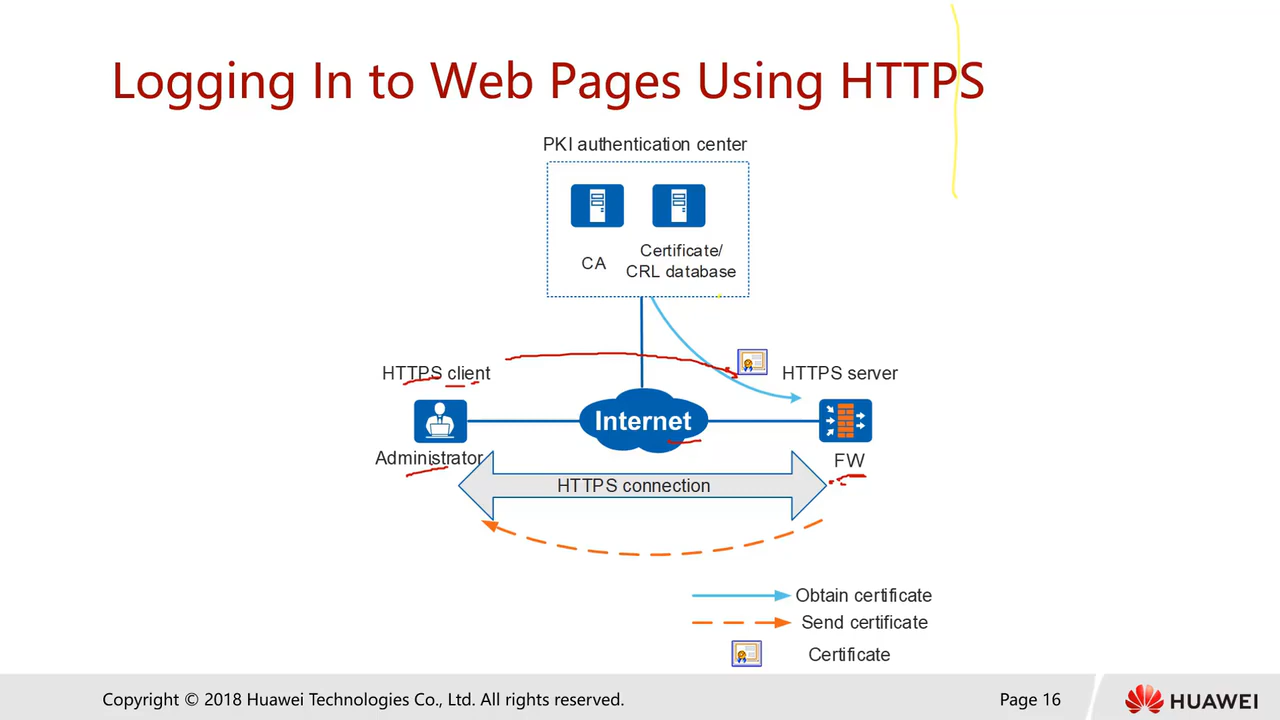 Logging In to Web Pages Using HTTPS
PKI authentication center
CA
Certificate/
CRL database
HTTPS client
HTTPS server
Internet
Administrator
FW
HTTPS connection
Obtain certificate
Send certificate
Certificate
Copyright © 2018 Huawei Technologies Co., Ltd. All rights reserved.
Page 16
HUAWEI